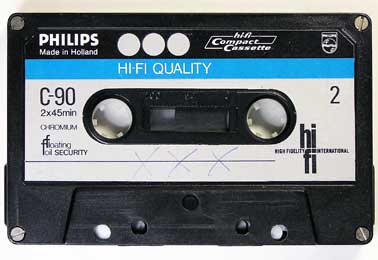 PHILIPS
Made in Holland
hi-fi
Compact
Cassette
PHILIPS
HI-FI QUALITY
C-90
2x45min
CHROMIUM
floating
foil SECURITY
2
hi
HIGH FIDELITY INTERNATIONAL
fi
x x x